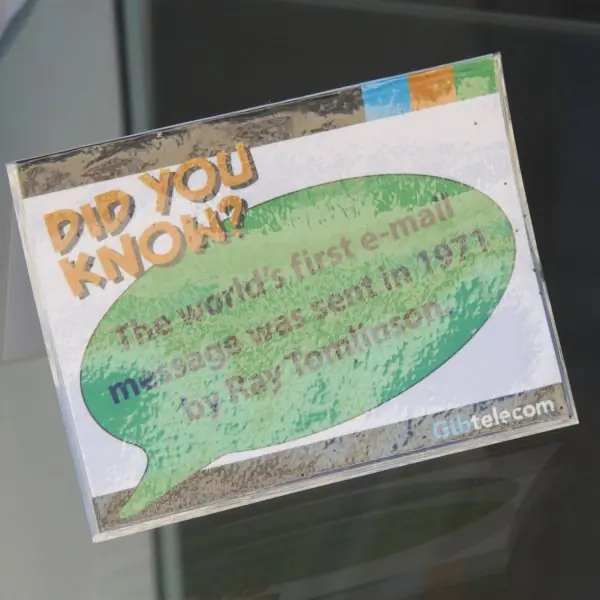 DID YOU
KNOW?
The world's first e-mail
message was sent in 1971
by Ray Tomlinson.
Gibtelecom